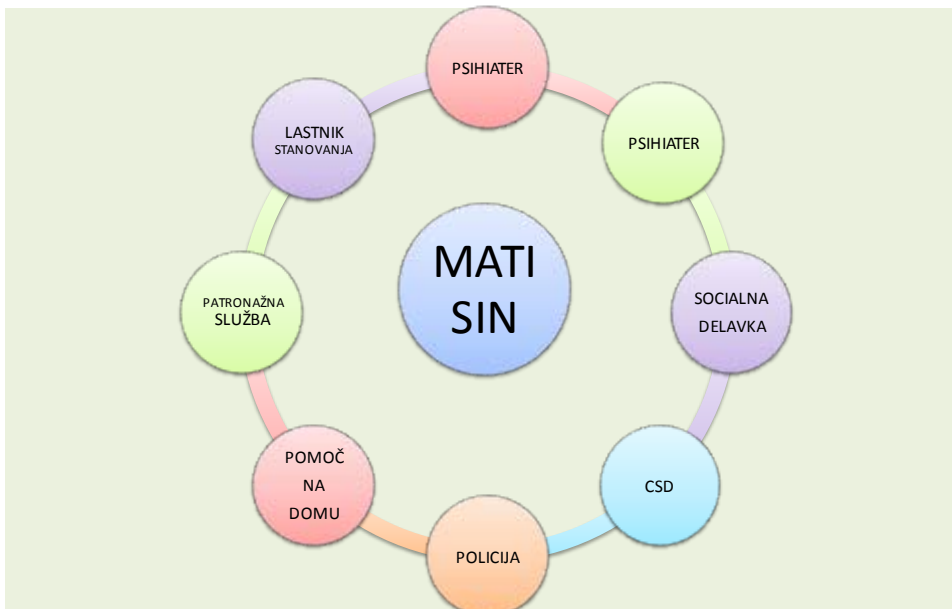 PSIHIATER
PSIHIATER
SOCIALNA
DELAVKA
CSD
POLICIJA
POMOČ
NA
DOMU
PATRONAŽNA
SLUŽBA
LASTNIK
STANOVANJA
MATI
SIN